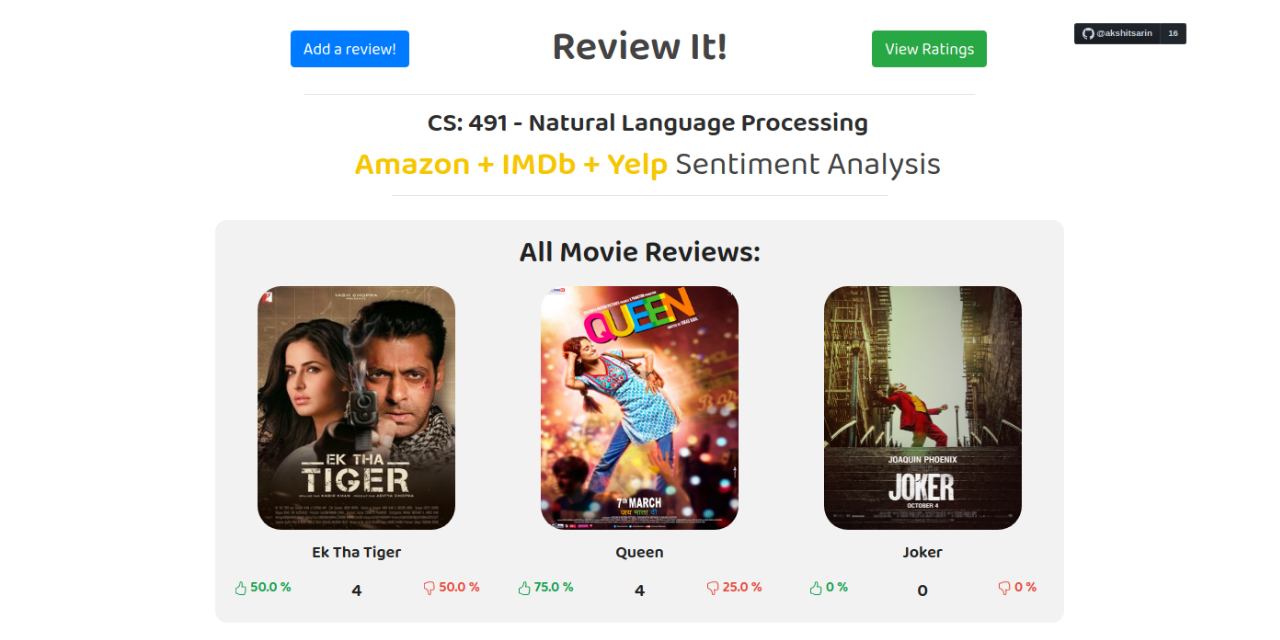 Add a review!
Review It!
View Ratings
@akshitsarin 16
CS: 491 - Natural Language Processing
Amazon + IMDb + Yelp Sentiment Analysis
All Movie Reviews:
EK THA
TIGER
QUEEN
7TH MARCH
जय माता दी
JOAQUIN PHOENIX
JOKER
OCTOBER 4
Ek Tha Tiger
Queen
Joker
50.0 % 4 50.0 %
75.0 % 4 25.0 %
0 % 0 0 %